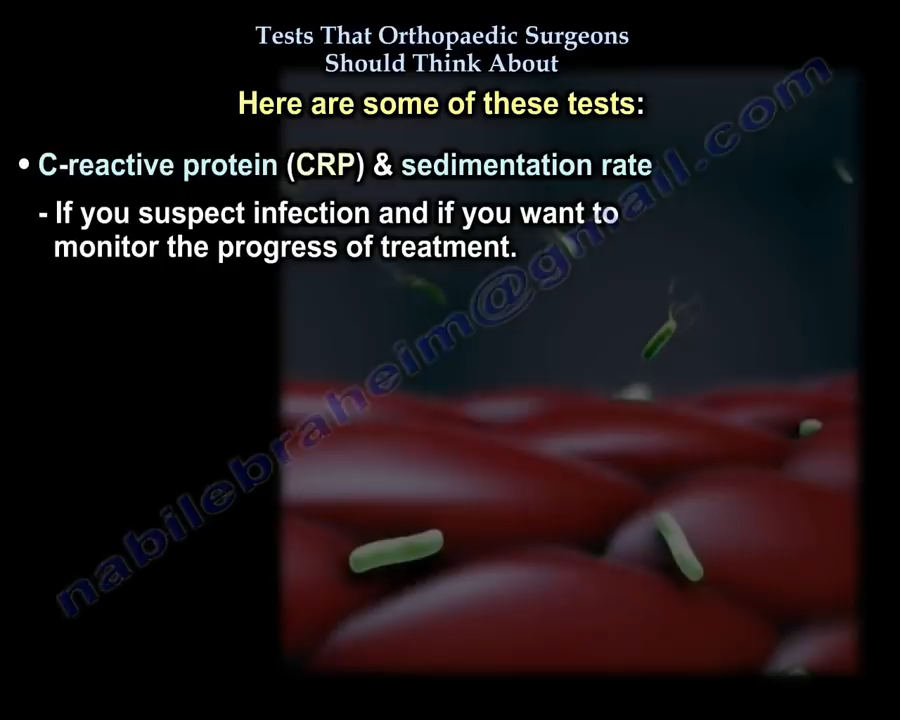 Tests That Orthopaedic Surgeons
Should Think About
Here are some of these tests:
• C-reactive protein (CRP) & sedimentation rate
- If you suspect infection and if you want to
monitor the progress of treatment.
nabilebraheim@gmail.com